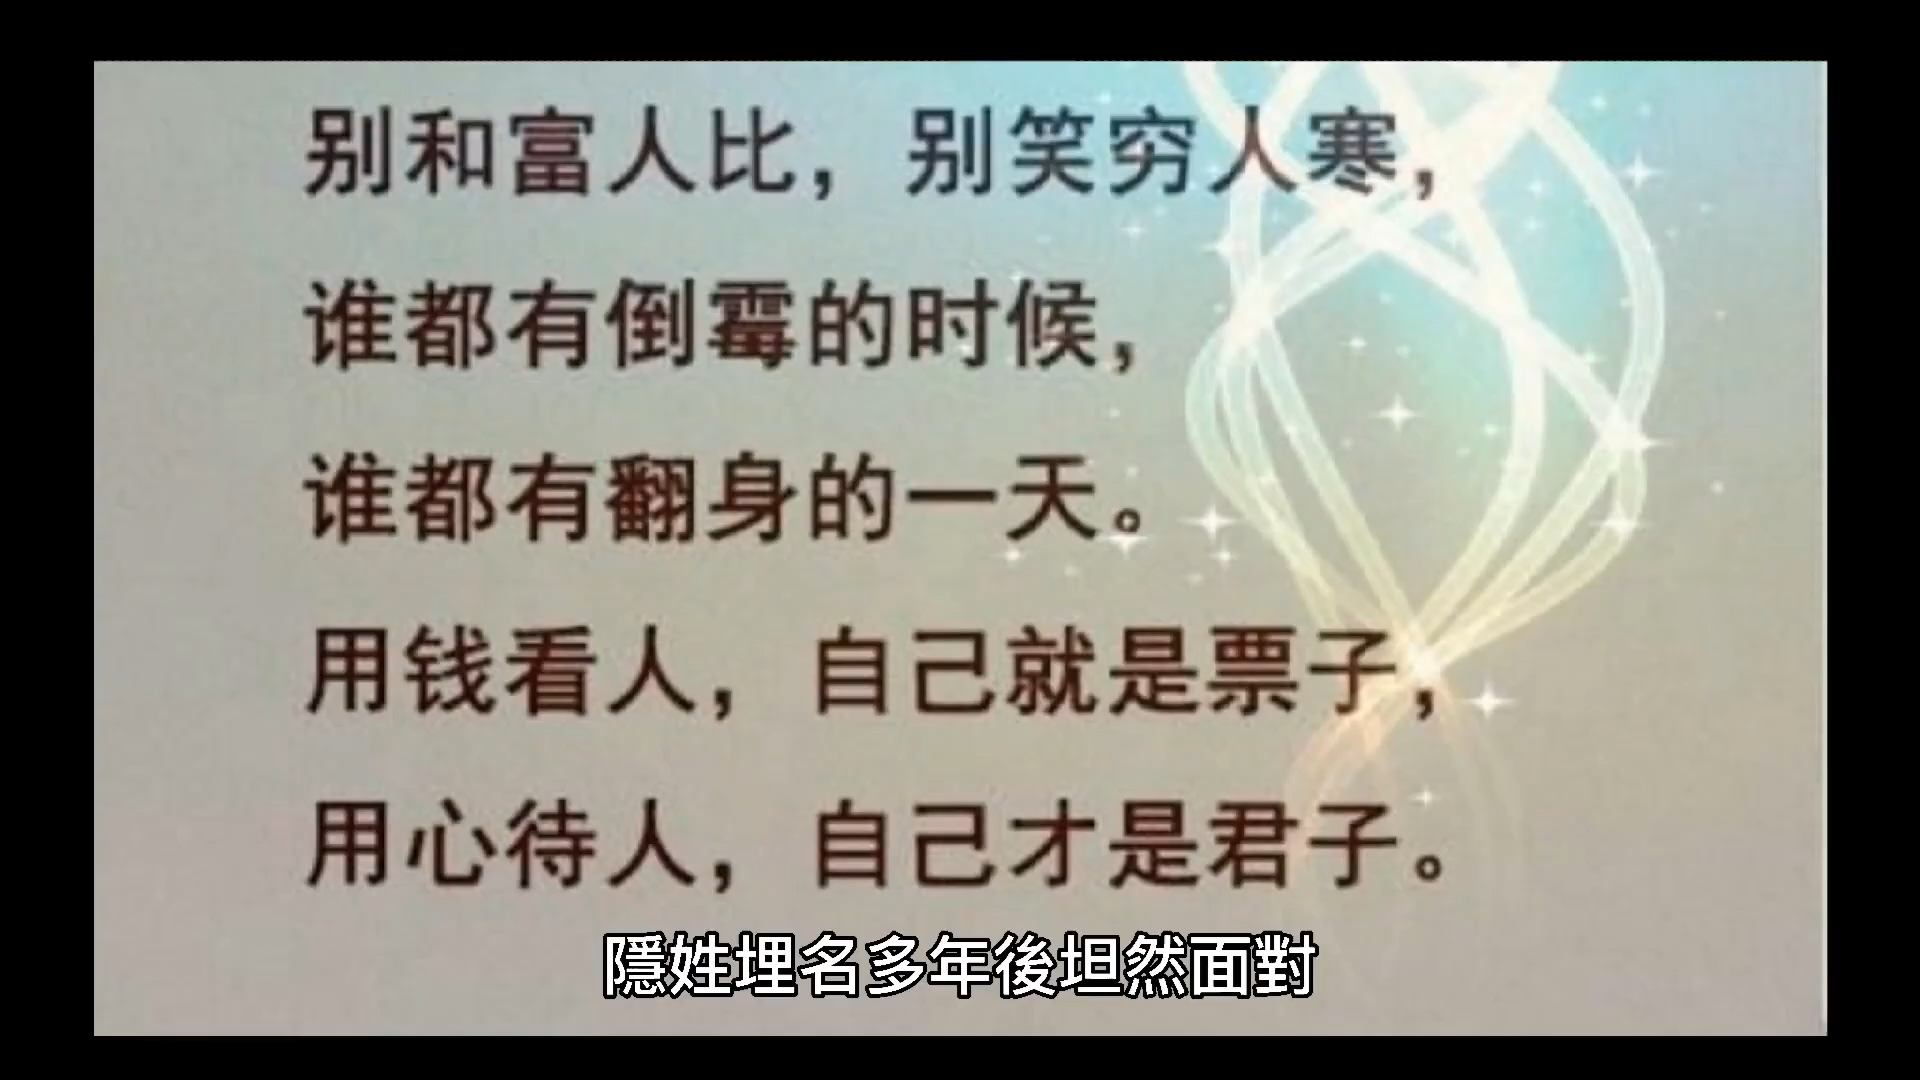 别和富人比，别笑穷人寒，
谁都有倒霉的时候，
谁都有翻身的一天。
用钱看人，自己就是票子，
用心待人，自己才是君子。
隱姓埋名多年後坦然面對